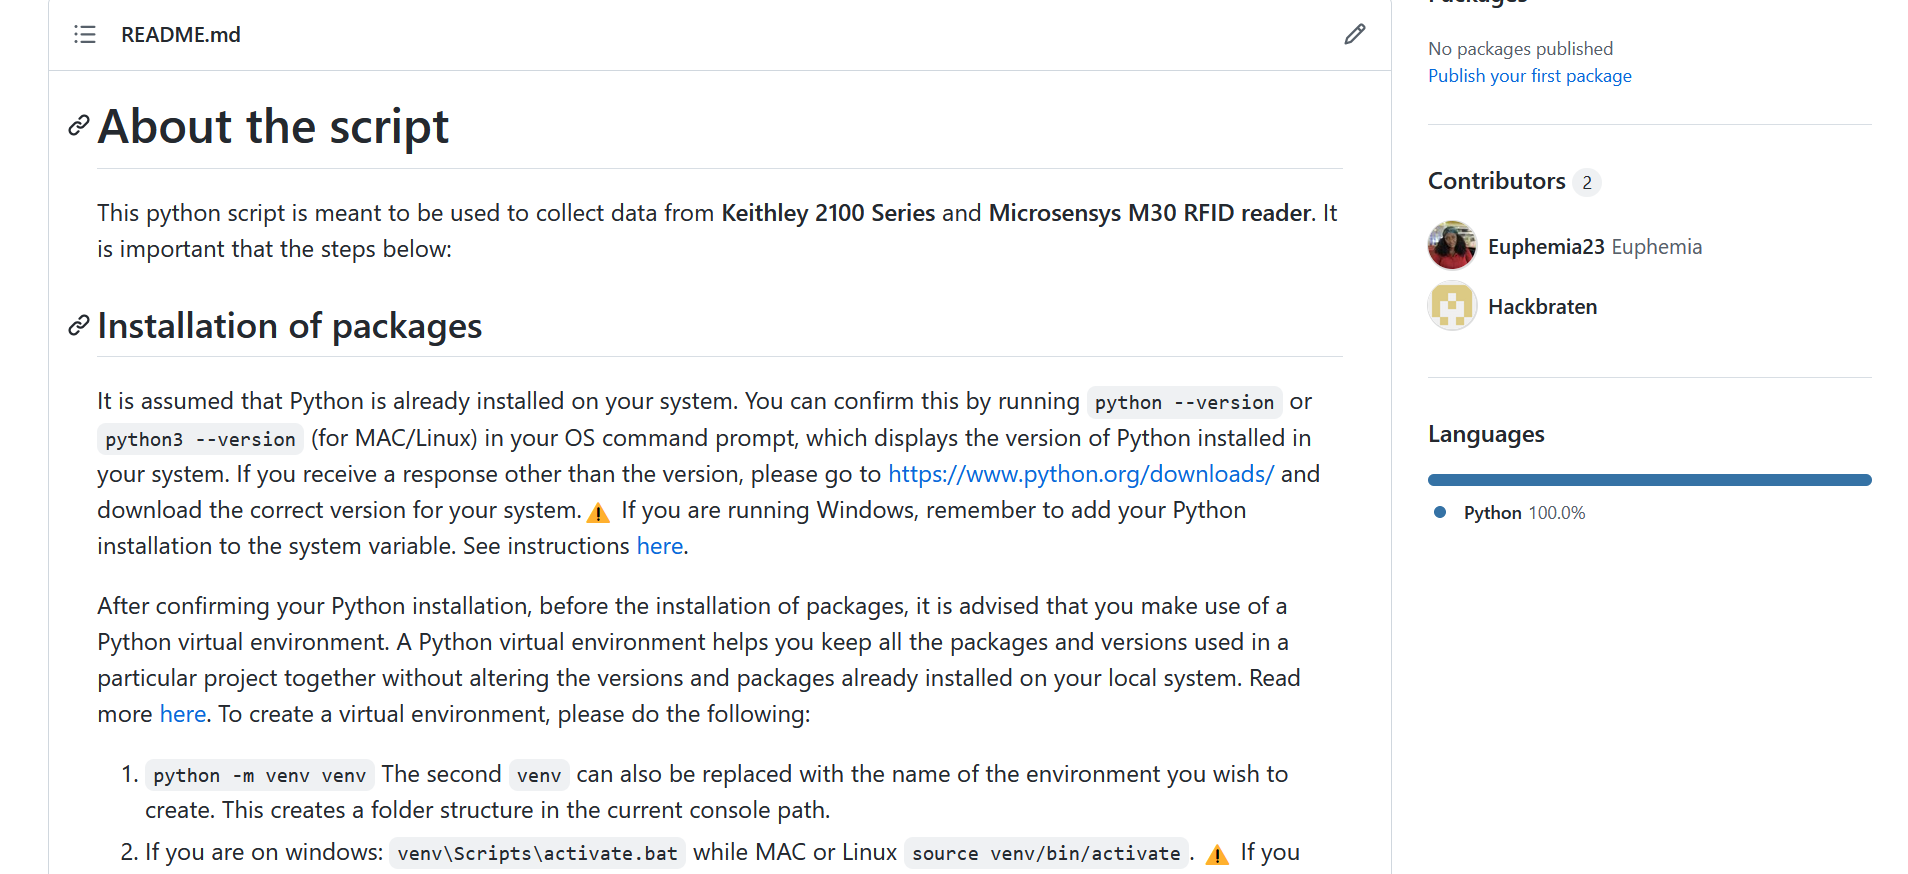 README.md
About the script
This python script is meant to be used to collect data from Keithley 2100 Series and Microsensys M30 RFID reader. It
is important that the steps below:
Installation of packages
It is assumed that Python is already installed on your system. You can confirm this by running python --version or
python3 --version (for MAC/Linux) in your OS command prompt, which displays the version of Python installed in
your system. If you receive a response other than the version, please go to https://www.python.org/downloads/ and
download the correct version for your system.⚠️ If you are running Windows, remember to add your Python
installation to the system variable. See instructions here.
After confirming your Python installation, before the installation of packages, it is advised that you make use of a
Python virtual environment. A Python virtual environment helps you keep all the packages and versions used in a
particular project together without altering the versions and packages already installed on your local system. Read
more here. To create a virtual environment, please do the following:
1. python -m venv venv The second venv can also be replaced with the name of the environment you wish to
create. This creates a folder structure in the current console path.
2. If you are on windows: venv\Scripts\activate.bat while MAC or Linux source venv/bin/activate. ⚠️ If you
Packages
No packages published
Publish your first package
Contributors 2
Euphemia23 Euphemia
Hackbraten
Languages
Python 100.0%